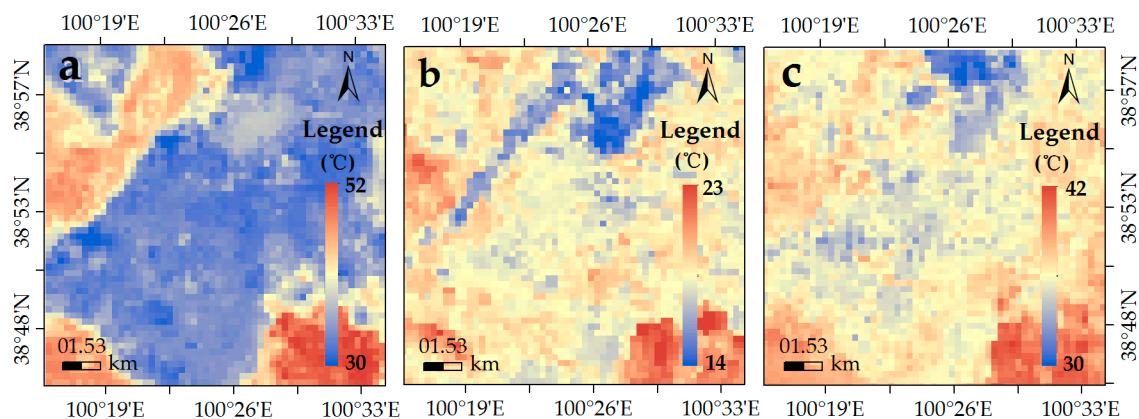 100°19'E 100°26'E 100°33'E 100°19'E 100°26'E 100°33'E 100°19'E 100°26'E 100°33'E
a N b N c N
38°57'N 38°57'N
Legend Legend Legend
(℃) (℃) (℃)
52 23 42
38°53'N 38°53'N
38°48'N 38°48'N
01.53 01.53 01.53
km 30 km 14 km 30
100°19'E 100°26'E 100°33'E 100°19'E 100°26'E 100°33'E 100°19'E 100°26'E 100°33'E